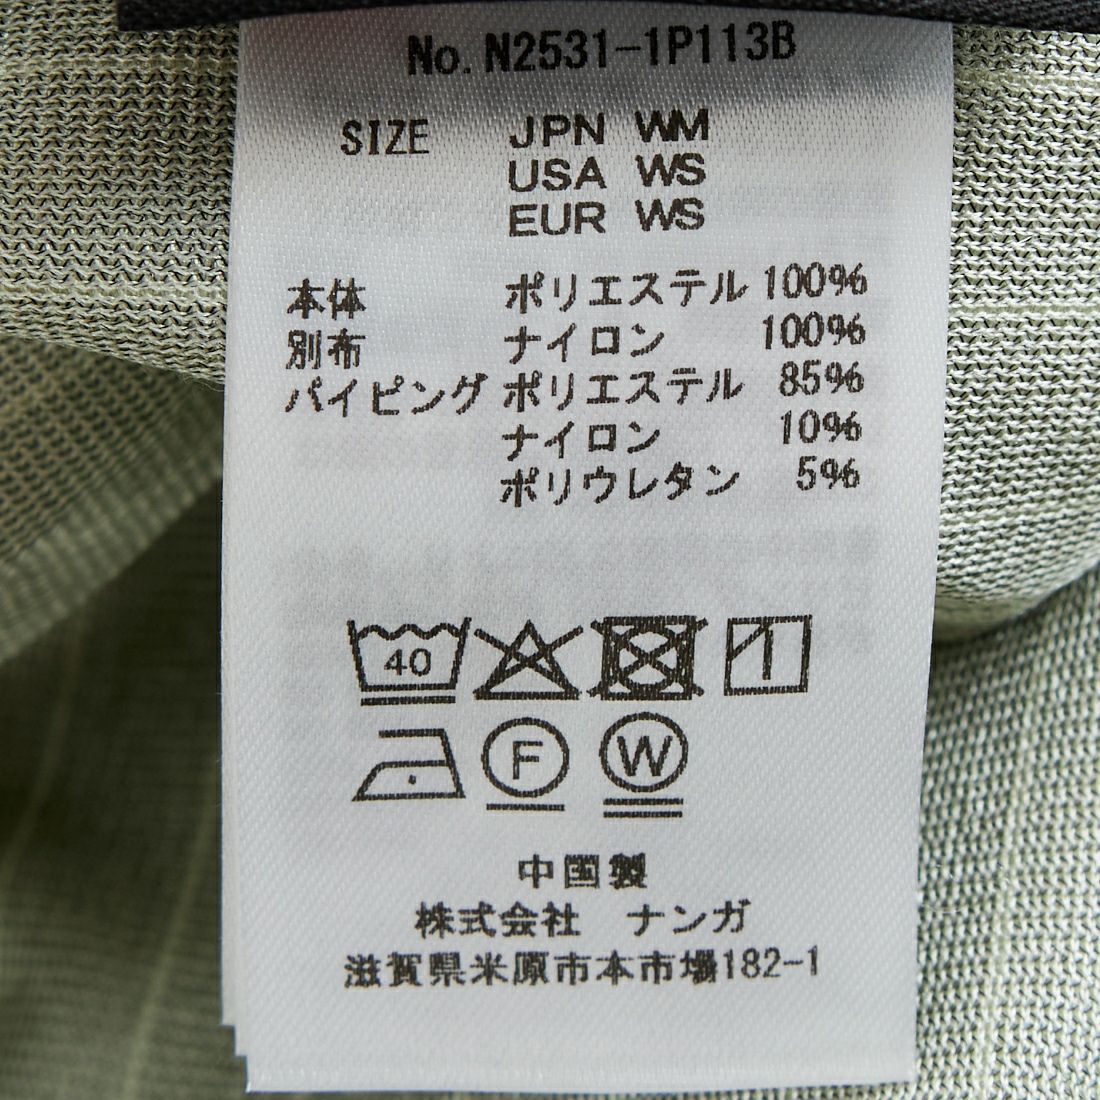 No. N2531-1P113B
SIZE JPN WM
USA WS
EUR WS
本体 ポリエステル 100%
別布 ナイロン 100%
パイピング ポリエステル 85%
ナイロン 10%
ポリウレタン 5%
40
F W
中国製
株式会社 ナンガ
滋賀県米原市本市場182-1